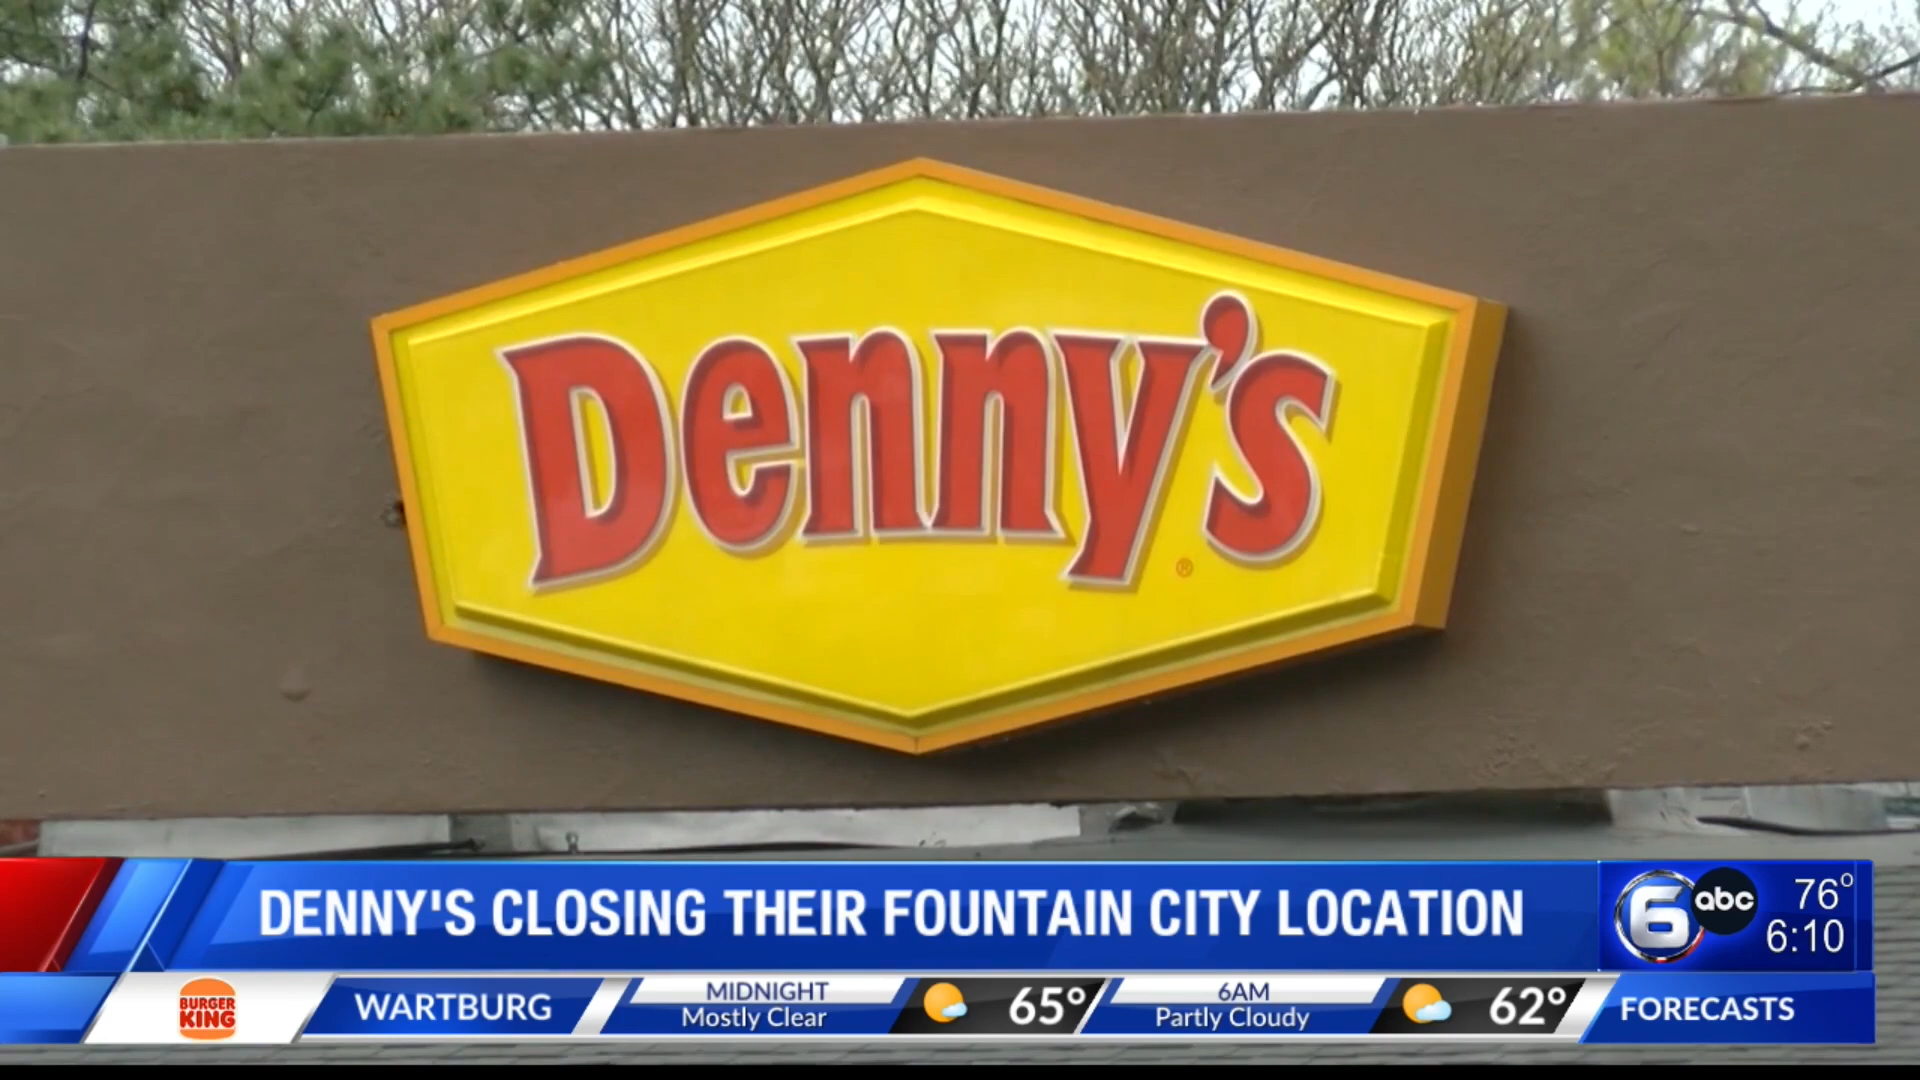 Denny's
®
DENNY'S CLOSING THEIR FOUNTAIN CITY LOCATION
6 abc
76°
6:10
BURGER
KING
WARTBURG
MIDNIGHT
Mostly Clear
65°
6AM
Partly Cloudy
62°
FORECASTS